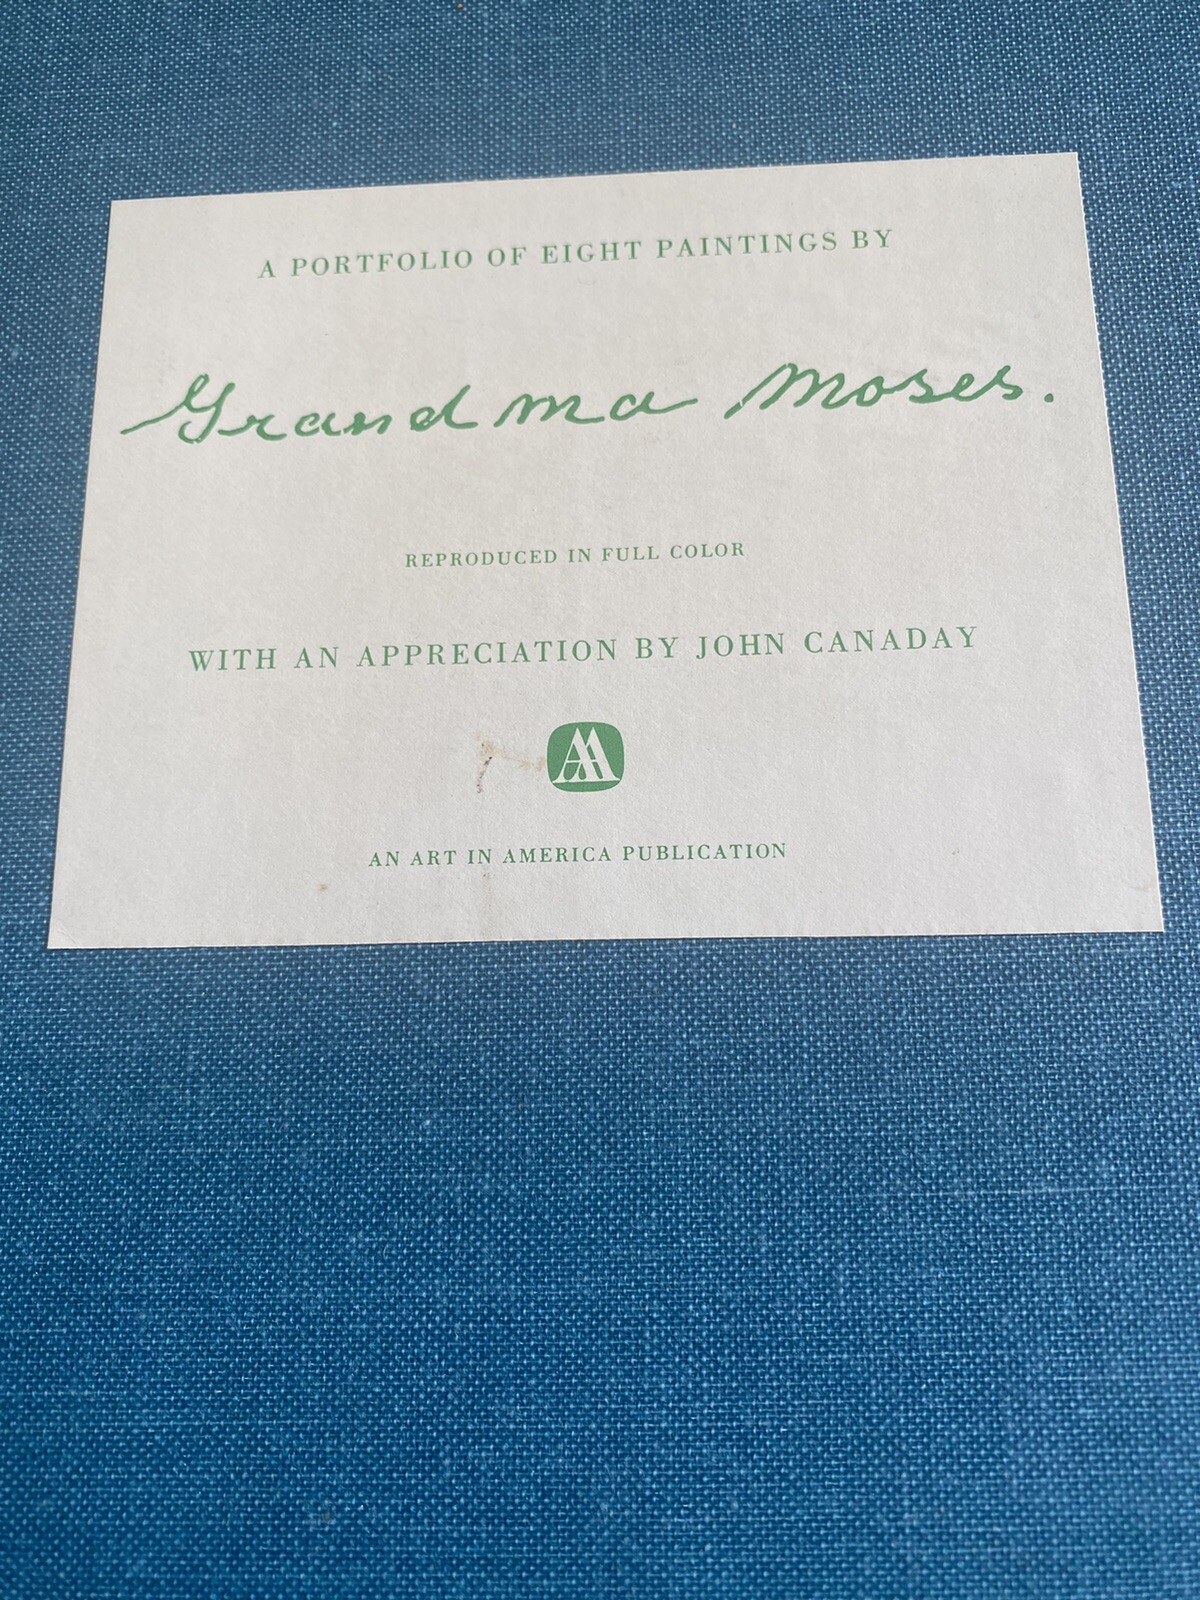 A PORTFOLIO OF EIGHT PAINTINGS BY
Grandma Moses.
REPRODUCED IN FULL COLOR
WITH AN APPRECIATION BY JOHN CANADAY
AA
AN ART IN AMERICA PUBLICATION